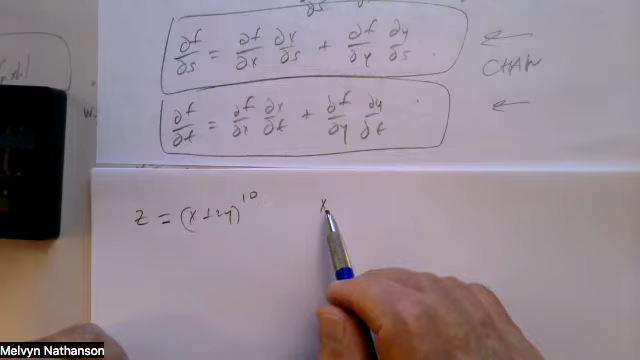 ∂s
∂f/∂s = ∂f/∂x ∂x/∂s + ∂f/∂y ∂y/∂s .
CHAIN
∂f/∂t = ∂f/∂x ∂x/∂t + ∂f/∂y ∂y/∂t .
w.
z = (x+2y)^10 x
Melvyn Nathanson